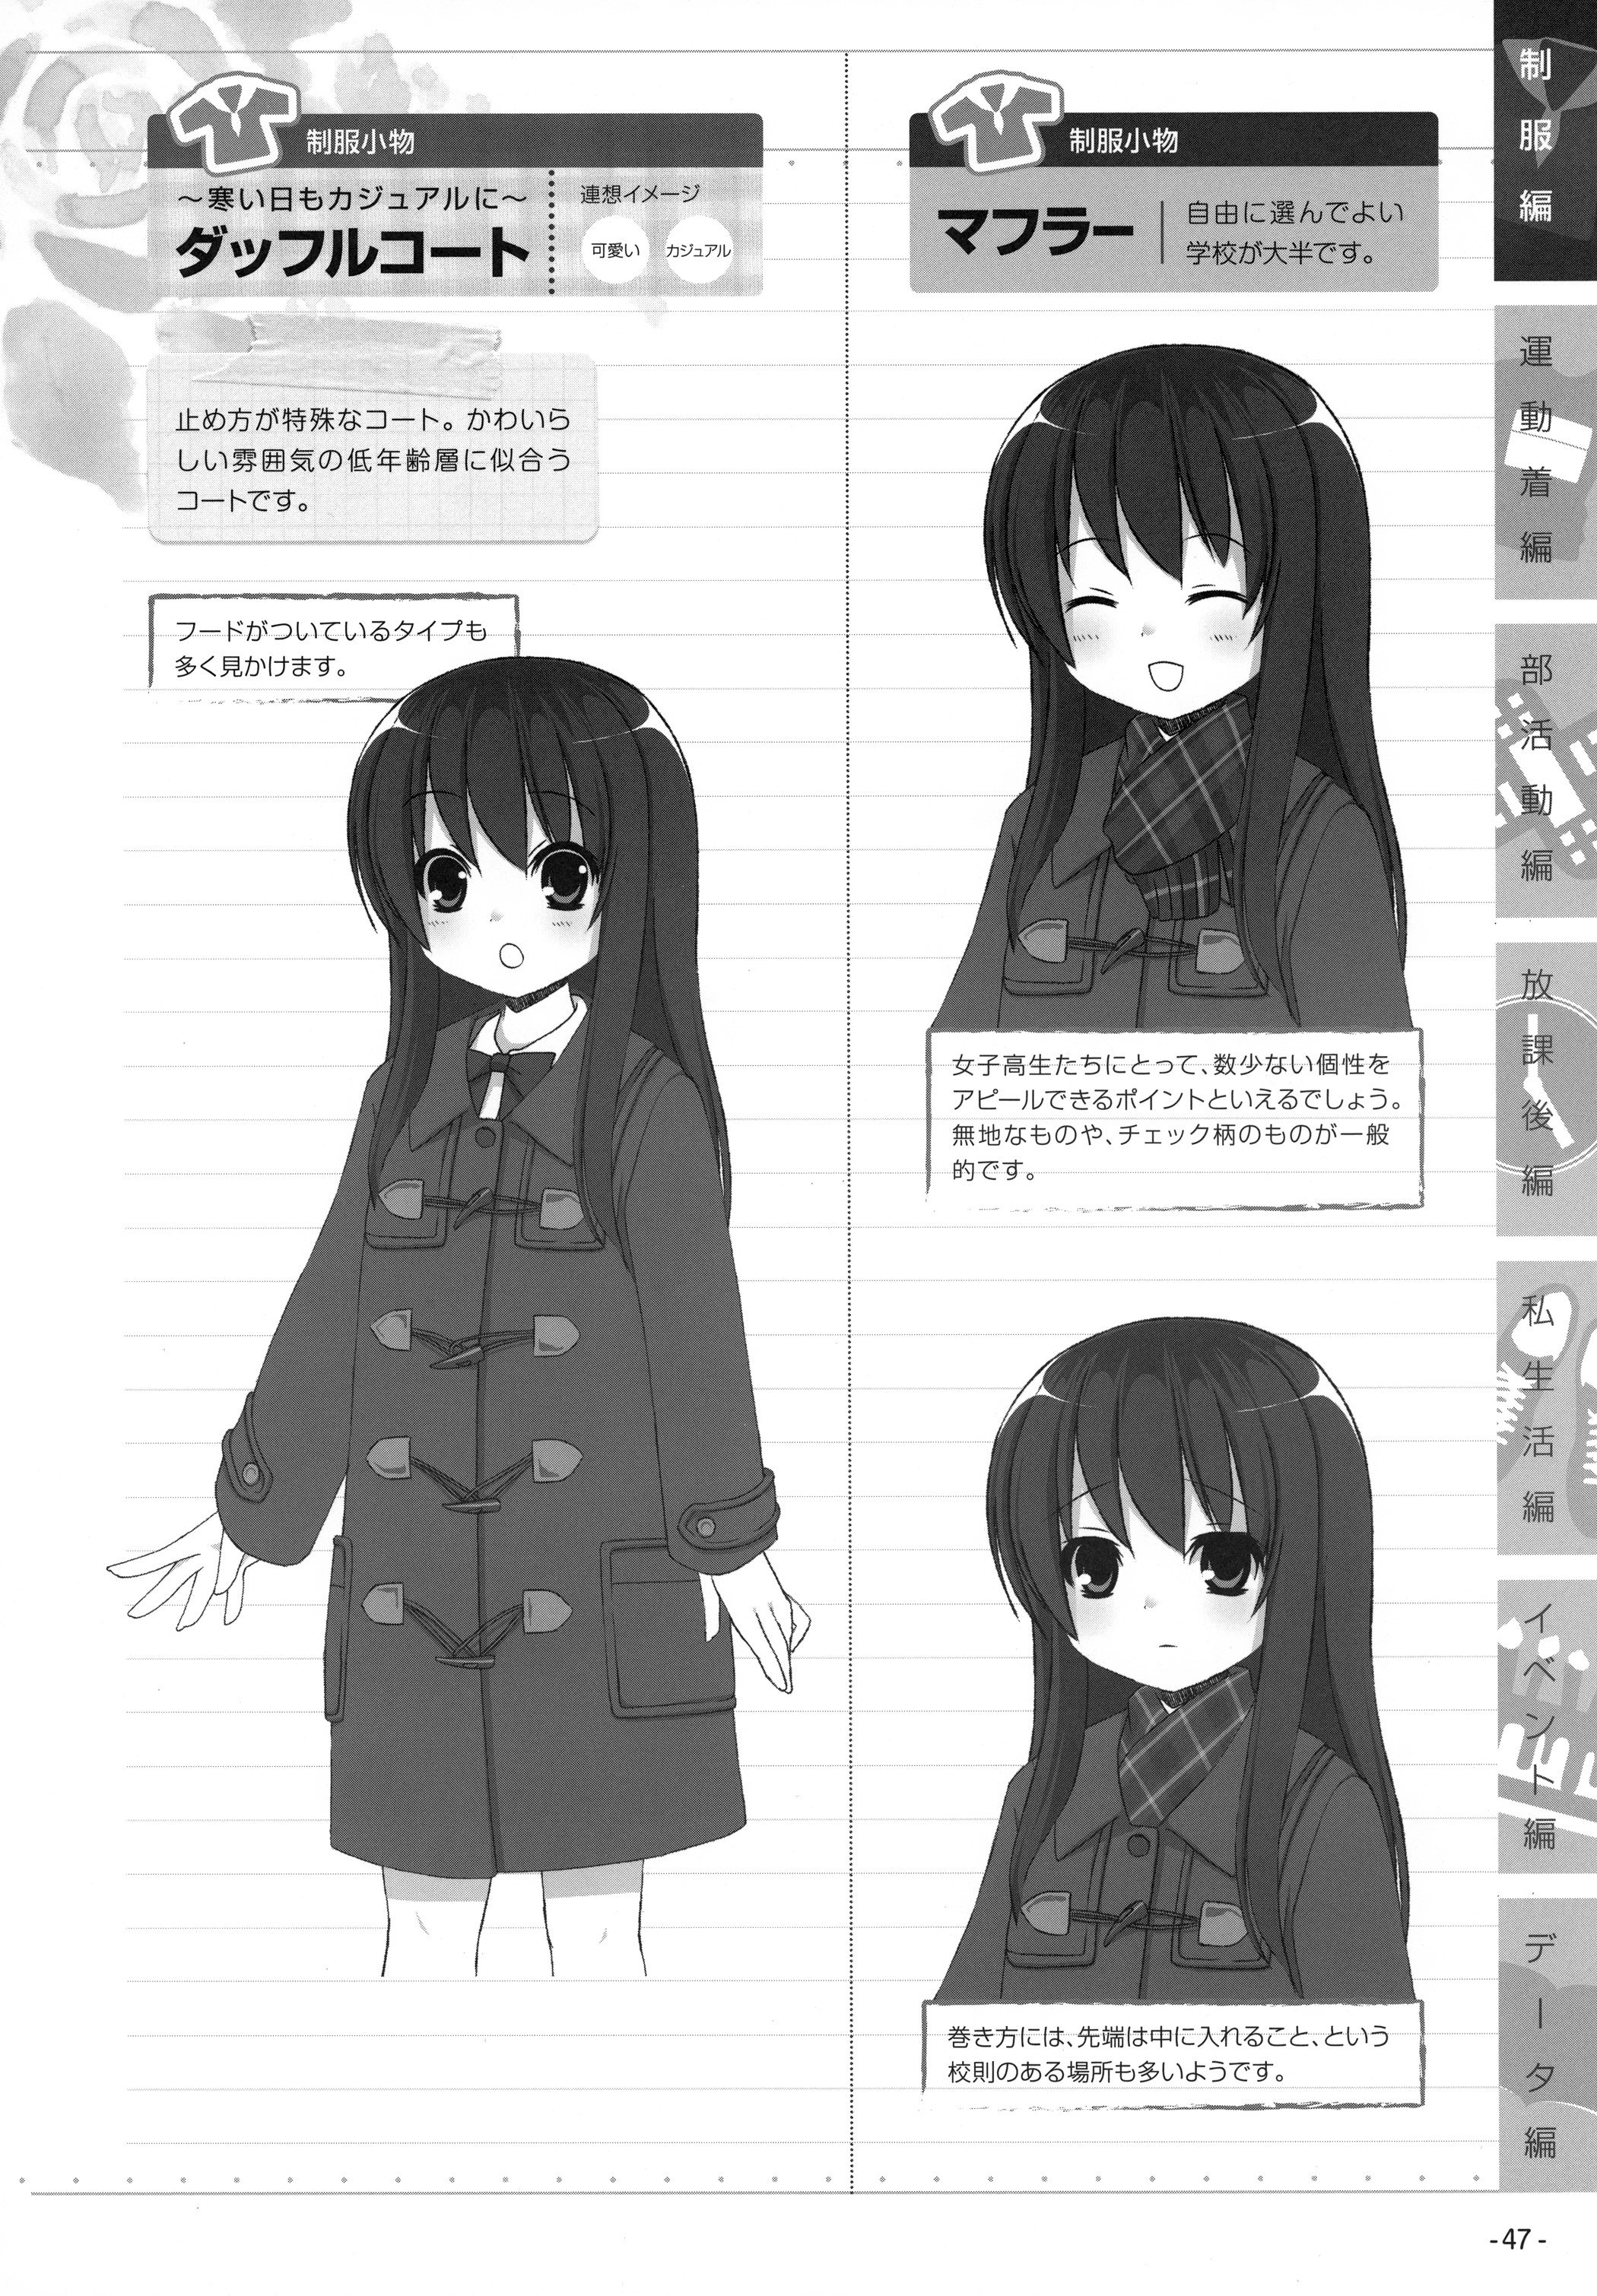 制服小物
～寒い日もカジュアルに～
ダッフルコート
連想イメージ
可愛い
カジュアル
止め方が特殊なコート。かわいら
しい雰囲気の低年齢層に似合う
コートです。
フードがついているタイプも
多く見かけます。
制服小物
マフラー
自由に選んでよい
学校が大半です。
女子高生たちにとって、数少ない個性を
アピールできるポイントといえるでしょう。
無地なものや、チェック柄のものが一般
的です。
巻き方には、先端は中に入れること、という
校則のある場所も多いようです。
制服編
運動着編
部活動編
放課後編
私生活編
イベント編
データ編
-47-